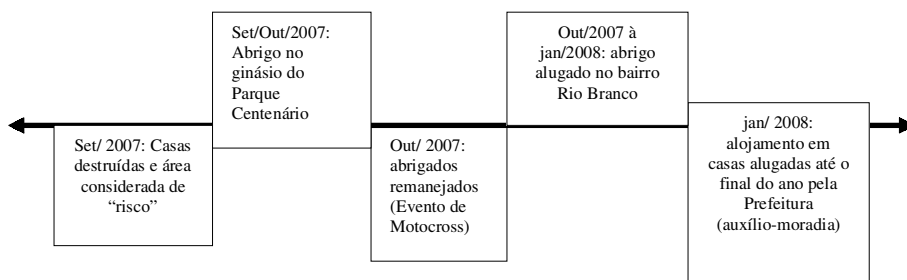 Set/ 2007: Casas
destruídas e área
considerada de
“risco”
Set/Out/2007:
Abrigo no
ginásio do
Parque
Centenário
Out/ 2007:
abrigados
remanejados
(Evento de
Motocross)
Out/2007 à
jan/2008: abrigo
alugado no bairro
Rio Branco
jan/ 2008:
alojamento em
casas alugadas até o
final do ano pela
Prefeitura
(auxílio-moradia)